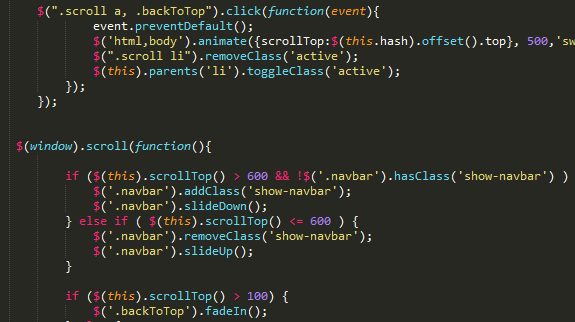 $(".scroll a, .backToTop").click(function(event){
event.preventDefault();
$('html,body').animate({scrollTop:$(this.hash).offset().top}, 500,'sw
$(".scroll li").removeClass('active');
$(this).parents('li').toggleClass('active');
});
});
$(window).scroll(function(){
if ($(this).scrollTop() > 600 && !$('.navbar').hasClass('show-navbar') )
$('.navbar').addClass('show-navbar');
$('.navbar').slideDown();
} else if ( $(this).scrollTop() <= 600 ) {
$('.navbar').removeClass('show-navbar');
$('.navbar').slideUp();
}
if ($(this).scrollTop() > 100) {
$('.backToTop').fadeIn();